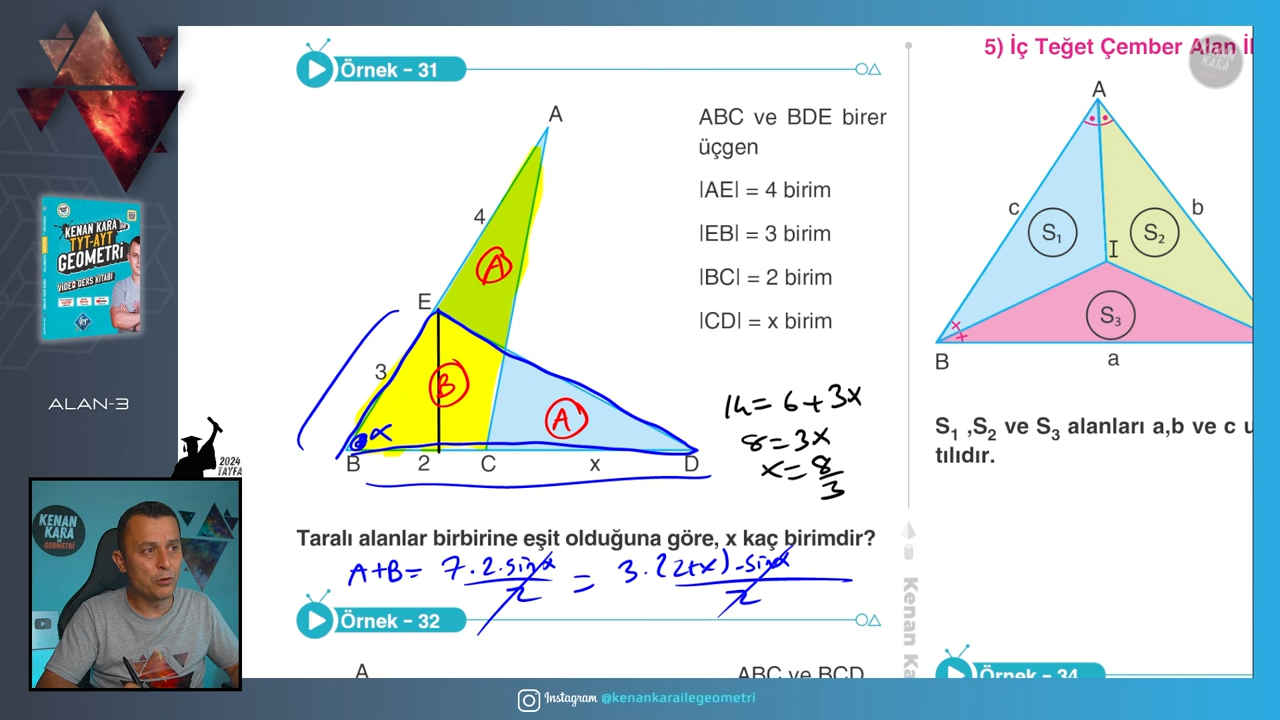 KENAN KARA
KENAN KARA İLE
TYT-AYT
GEOMETRİ
VİDEO DERS KİTABI
ALAN-3
2024
TAYFA
KENAN
KARA
GEOMETRİ
Örnek - 31
A
4
A
E
3
B
A
α
B
2
C
x
D
ABC ve BDE birer
üçgen
|AE| = 4 birim
|EB| = 3 birim
|BC| = 2 birim
|CD| = x birim
14 = 6 + 3x
8 = 3x
x = 8/3
Taralı alanlar birbirine eşit olduğuna göre, x kaç birimdir?
A+B = 7.2.sinα/2 = 3.(2+x).sinα/2
Örnek - 32
A
ABC ve BCD
5) İç Teğet Çember Alan İl
A
c
b
S₁
S₂
I
S₃
B
a
S₁ ,S₂ ve S₃ alanları a,b ve c u
tılıdır.
Kenan Ka
Örnek - 34
Instagram @kenankarailegeometri